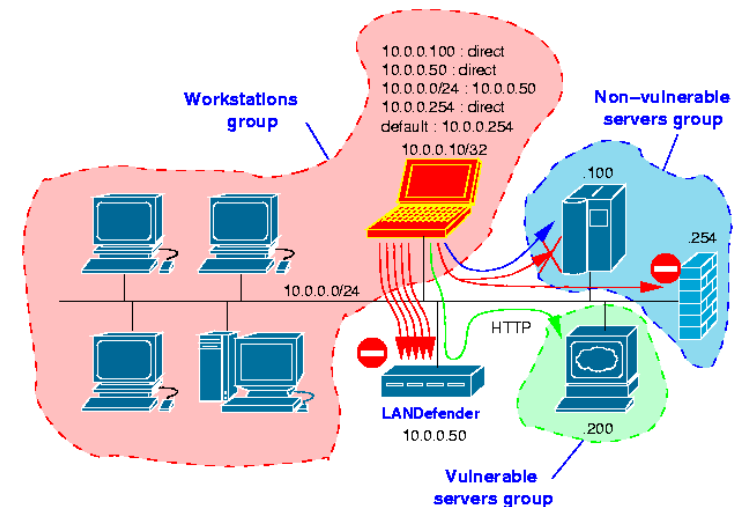 10.0.0.100 : direct
10.0.0.50 : direct
10.0.0.0/24 : 10.0.0.50
10.0.0.254 : direct
default : 10.0.0.254
10.0.0.10/32
Workstations
group
Non-vulnerable
servers group
.100
.254
10.0.0.0/24
HTTP
LANDefender
10.0.0.50
.200
Vulnerable
servers group